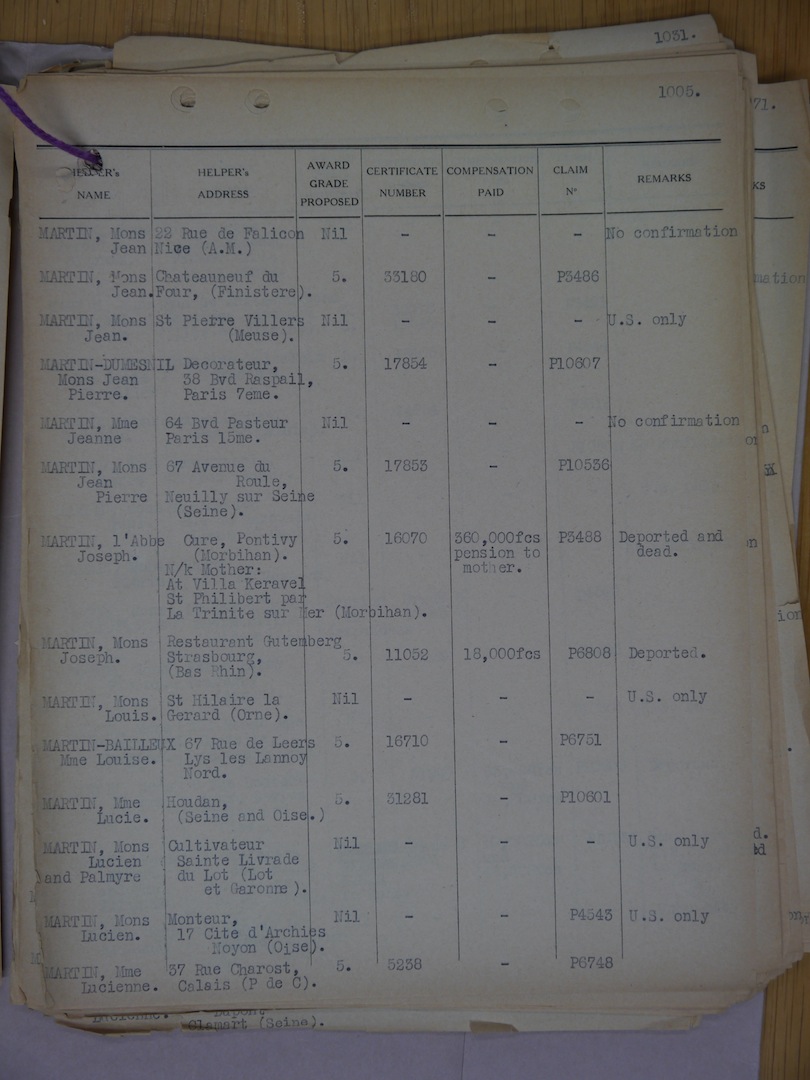 1031.
1005.
71.
HELPER's NAME HELPER's ADDRESS AWARD GRADE PROPOSED CERTIFICATE NUMBER COMPENSATION PAID CLAIM N° REMARKS
KS
MARTIN, Mons 22 Rue de Falicon Nil - - - No confirmation
Jean Nice (A.M.)
MARTIN, Mons Chateauneuf du 5. 33180 - P3486
Jean. Four, (Finistere).
MARTIN, Mons St Pierre Villers Nil - - - U.S. only
Jean. (Meuse).
MARTIN-DUMESNIL Decorateur, 5. 17854 - P10607
Mons Jean 38 Bvd Raspail,
Pierre. Paris 7eme.
MARTIN, Mme 64 Bvd Pasteur Nil - - - No confirmation
Jeanne Paris 15me.
MARTIN, Mons 67 Avenue du 5. 17853 - P10536
Jean Roule,
Pierre Neuilly sur Seine
(Seine).
MARTIN, l'Abbe Cure, Pontivy 5. 16070 360,000fcs P3488 Deported and
Joseph. (Morbihan). pension to dead.
N/k Mother: mother.
At Villa Keravel
St Philibert par
La Trinite sur Mer (Morbihan).
MARTIN, Mons Restaurant Gutemberg
Joseph. Strasbourg, 5. 11052 18,000fcs P6808 Deported.
(Bas Rhin).
MARTIN, Mons St Hilaire la Nil - - - U.S. only
Louis. Gerard (Orne).
MARTIN-BAILLEUX 67 Rue de Leers 5. 16710 - P6751
Mme Louise. Lys les Lannoy
Nord.
MARTIN, Mme Houdan, 5. 31281 - P10601
Lucie. (Seine and Oise.)
MARTIN, Mons Cultivateur Nil - - - U.S. only
Lucien Sainte Livrade
and Palmyre du Lot (Lot
et Garonne ).
MARTIN, Mons Monteur, Nil - - P4543 U.S. only
Lucien. 17 Cite d'Archies
Noyon (Oise).
MARTIN, Mme 37 Rue Charost, 5. 5238 - P6748
Lucienne. Calais (P de C).
Clamart (Seine).